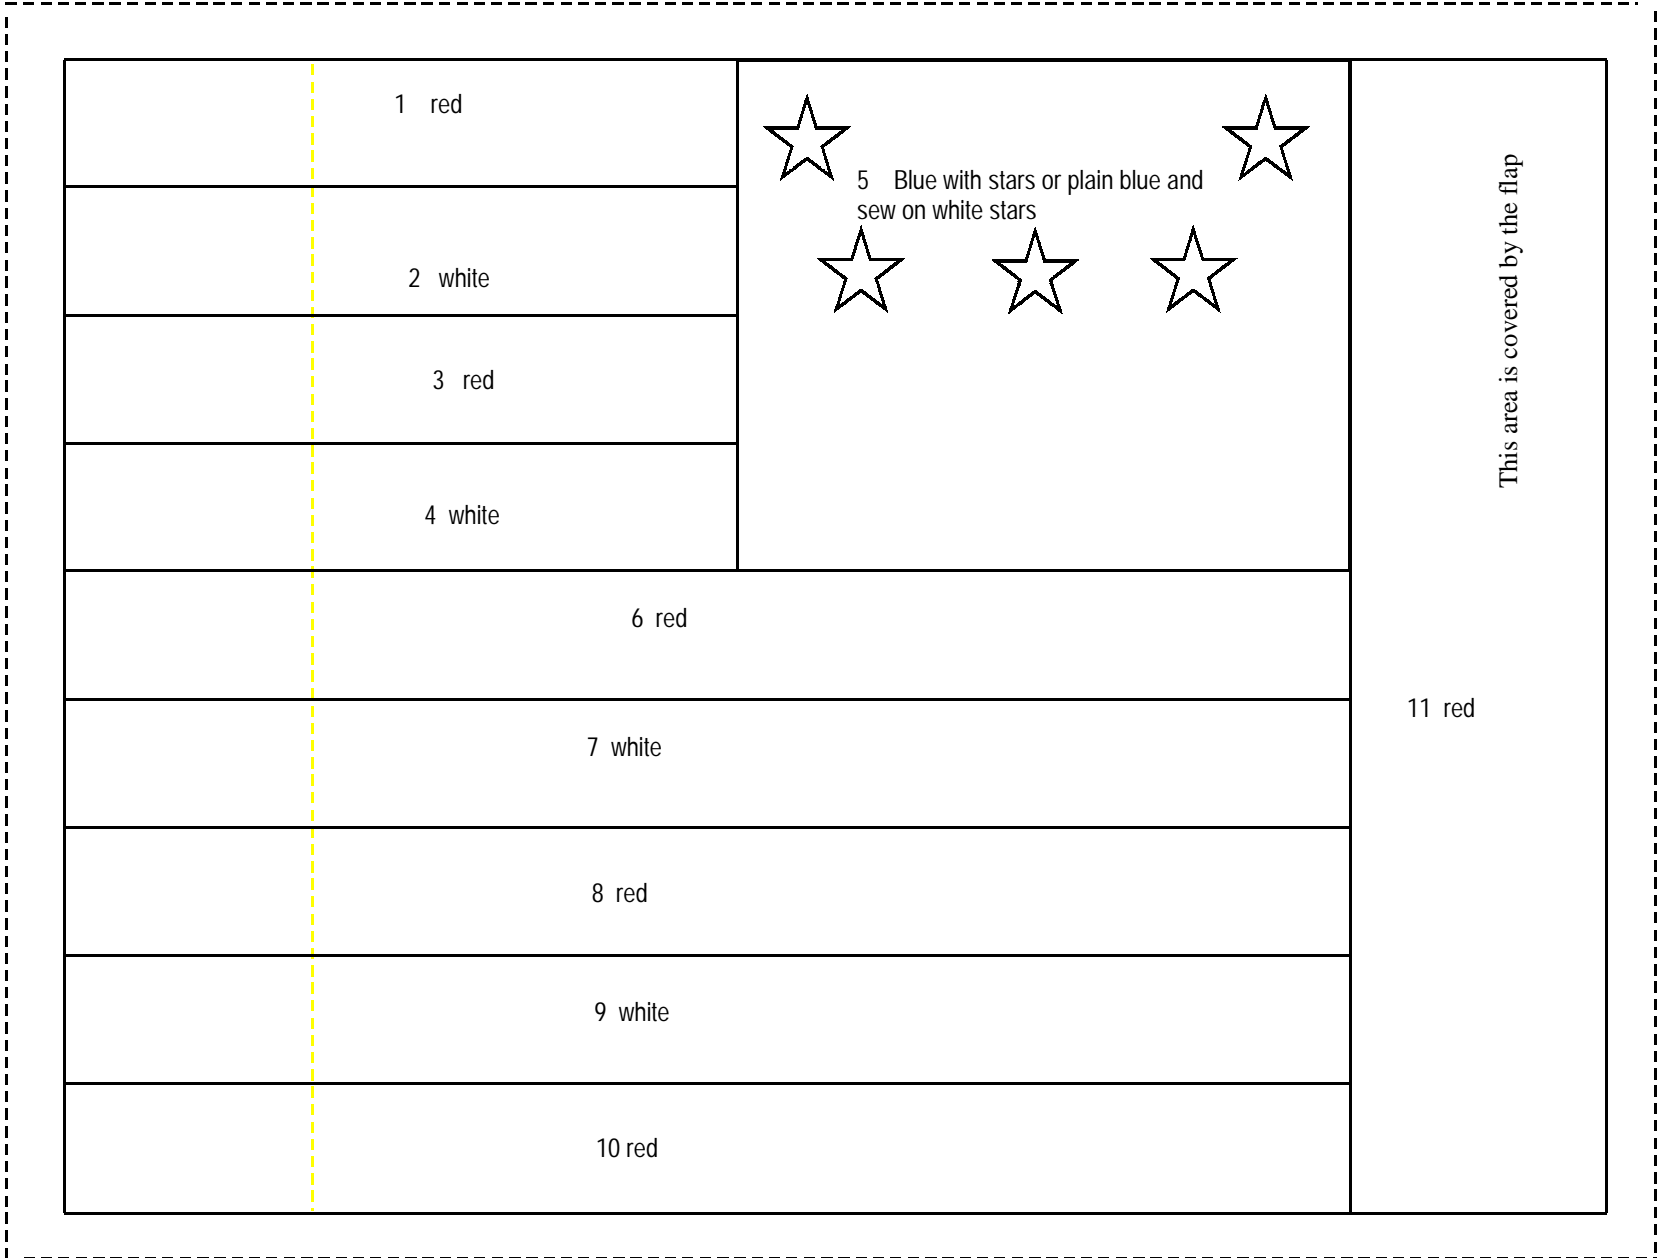 1 red
5 Blue with stars or plain blue and
sew on white stars
2 white
3 red
4 white
This area is covered by the flap
6 red
7 white
11 red
8 red
9 white
10 red